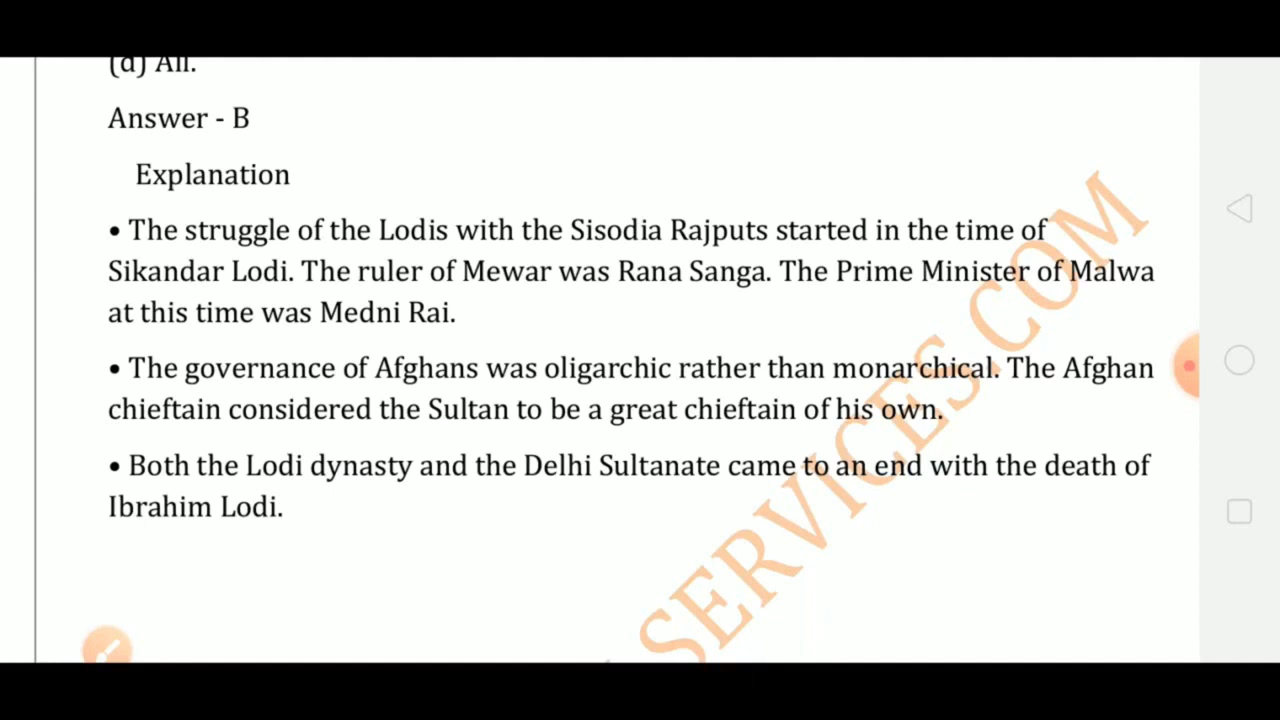 (d) All.
Answer - B
Explanation
• The struggle of the Lodis with the Sisodia Rajputs started in the time of
Sikandar Lodi. The ruler of Mewar was Rana Sanga. The Prime Minister of Malwa
at this time was Medni Rai.
• The governance of Afghans was oligarchic rather than monarchical. The Afghan
chieftain considered the Sultan to be a great chieftain of his own.
• Both the Lodi dynasty and the Delhi Sultanate came to an end with the death of
Ibrahim Lodi.
SERVICES.COM